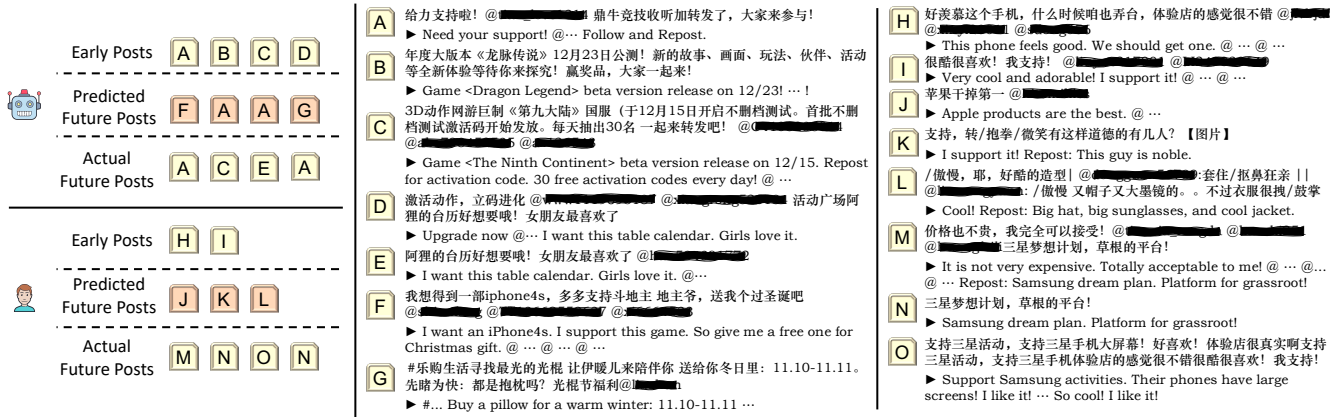 Early Posts
A B C D
Predicted
Future Posts
F A A G
Actual
Future Posts
A C E A
Early Posts
H I
Predicted
Future Posts
J K L
Actual
Future Posts
M N O N
A
给力支持啦！@ 鼎牛竞技收听加转发了，大家来参与！
► Need your support! @··· Follow and Repost.
B
年度大版本《龙脉传说》12月23日公测！新的故事、画面、玩法、伙伴、活动
等全新体验等待你来探究！赢奖品，大家一起来！
► Game <Dragon Legend> beta version release on 12/23! ··· !
C
3D动作网游巨制《第九大陆》国服（于12月15日开启不删档测试。首批不删
档测试激活码开始发放。每天抽出30名 一起来转发吧！ @
@ @
► Game <The Ninth Continent> beta version release on 12/15. Repost
for activation code. 30 free activation codes every day! @ ···
D
激活动作，立码进化 @ @ 活动广场阿
狸的台历好想要哦！女朋友最喜欢了
► Upgrade now @··· I want this table calendar. Girls love it.
E
阿狸的台历好想要哦！女朋友最喜欢了 @
► I want this table calendar. Girls love it. @···
F
我想得到一部iphone4s，多多支持斗地主 地主爷，送我个过圣诞吧
@ @ @
► I want an iPhone4s. I support this game. So give me a free one for
Christmas gift. @ ··· @ ··· @ ···
G
#乐购生活寻找最光的光棍 让伊暖儿来陪伴你 送给你冬日里：11.10-11.11。
先睹为快：都是抱枕吗？光棍节福利@
► #... Buy a pillow for a warm winter: 11.10-11.11 ···
H
好羡慕这个手机，什么时候咱也弄台，体验店的感觉很不错 @
@ @
► This phone feels good. We should get one. @ ··· @ ···
I
很酷很喜欢！我支持！ @ @
► Very cool and adorable! I support it! @ ··· @ ···
J
苹果干掉第一 @
► Apple products are the best. @ ···
K
支持，转/抱拳/微笑有这样道德的有几人？【图片】
► I support it! Repost: This guy is noble.
L
/傲慢，耶，好酷的造型| @ :套住/抠鼻狂亲 ||
@ : /傲慢 又帽子又大墨镜的。。不过衣服很拽/鼓掌
► Cool! Repost: Big hat, big sunglasses, and cool jacket.
M
价格也不贵，我完全可以接受！@ @
@ 三星梦想计划，草根的平台！
► It is not very expensive. Totally acceptable to me! @ ··· @...
@ ··· Repost: Samsung dream plan. Platform for grassroot!
N
三星梦想计划，草根的平台！
► Samsung dream plan. Platform for grassroot!
O
支持三星活动，支持三星手机大屏幕！好喜欢！体验店很真实啊支持
三星活动，支持三星手机体验店的感觉很不错很酷很喜欢！我支持！
► Support Samsung activities. Their phones have large
screens! I like it! ··· So cool! I like it!